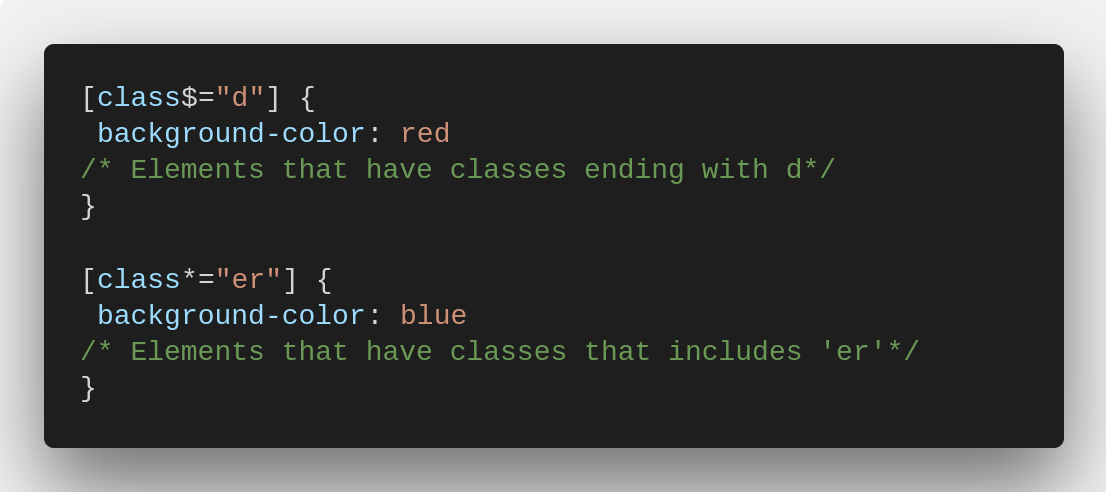 [class$="d"] {
 background-color: red
/* Elements that have classes ending with d*/
}

[class*="er"] {
 background-color: blue
/* Elements that have classes that includes 'er'*/
}